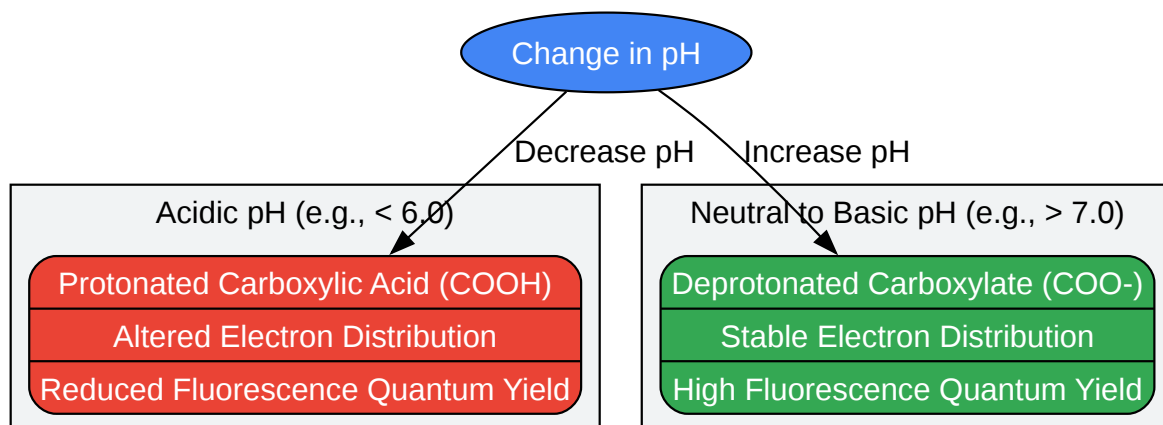 Change in pH
Decrease pH
Increase pH
Acidic pH (e.g., < 6.0)
Protonated Carboxylic Acid (COOH)
Altered Electron Distribution
Reduced Fluorescence Quantum Yield
Neutral to Basic pH (e.g., > 7.0)
Deprotonated Carboxylate (COO-)
Stable Electron Distribution
High Fluorescence Quantum Yield